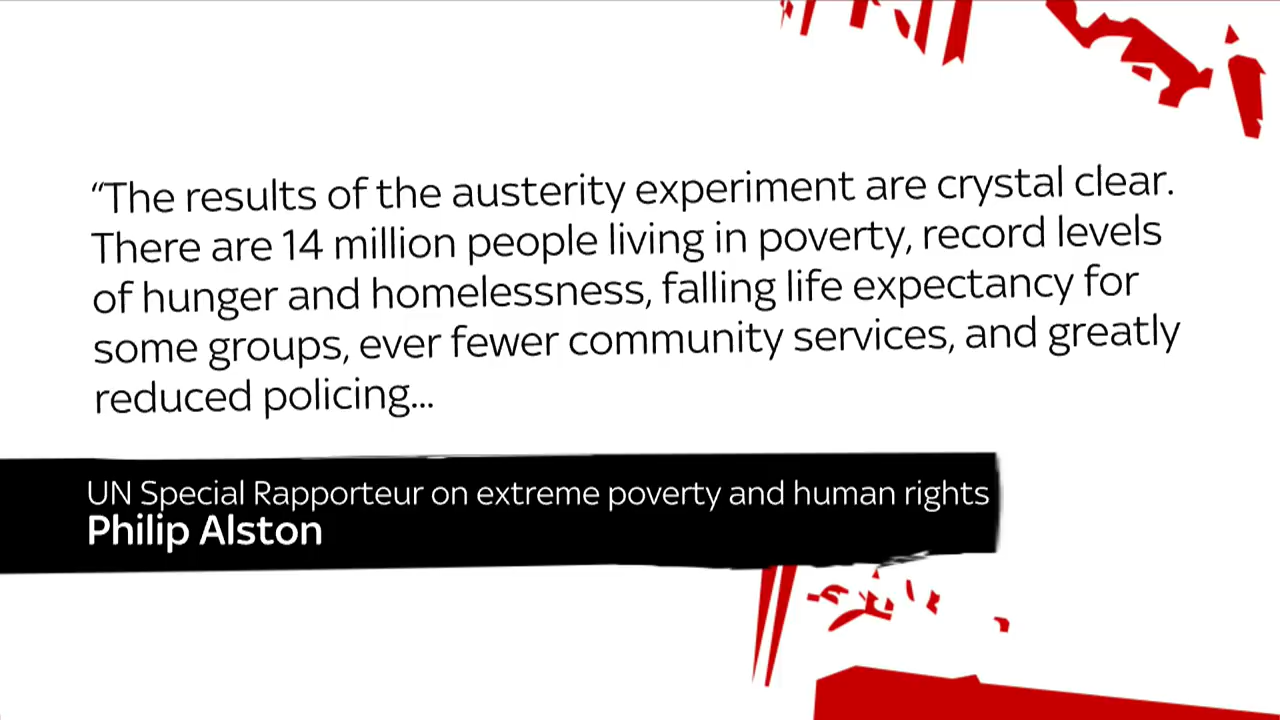 “The results of the austerity experiment are crystal clear.
There are 14 million people living in poverty, record levels
of hunger and homelessness, falling life expectancy for
some groups, ever fewer community services, and greatly
reduced policing...
UN Special Rapporteur on extreme poverty and human rights
Philip Alston